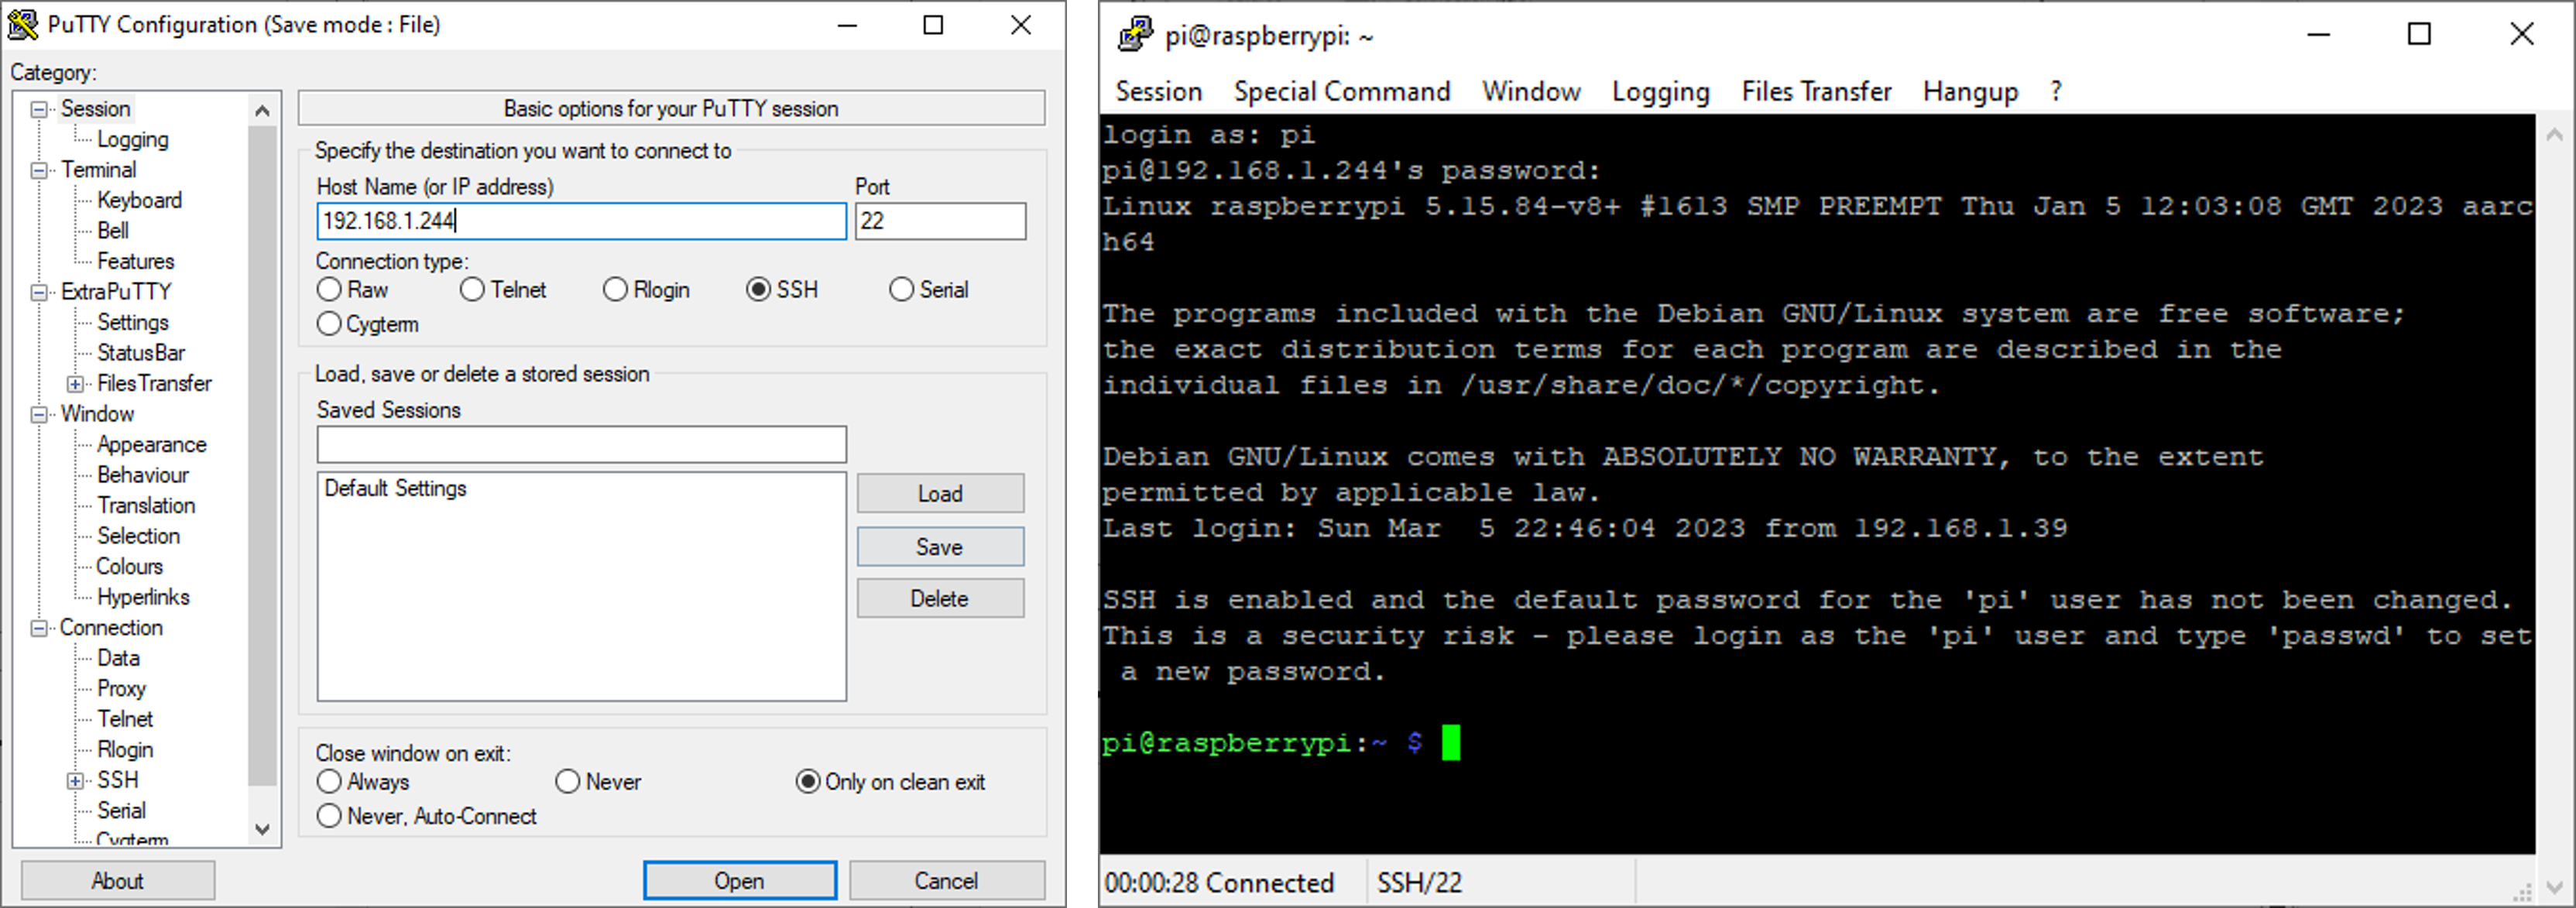 PuTTY Configuration (Save mode : File)
Category:
Session
Logging
Terminal
Keyboard
Bell
Features
ExtraPuTTY
Settings
StatusBar
FilesTransfer
Window
Appearance
Behaviour
Translation
Selection
Colours
Hyperlinks
Connection
Data
Proxy
Telnet
Rlogin
SSH
Serial
Cygterm
Basic options for your PuTTY session
Specify the destination you want to connect to
Host Name (or IP address) Port
192.168.1.244 22
Connection type:
Raw Telnet Rlogin SSH Serial
Cygterm
Load, save or delete a stored session
Saved Sessions
Default Settings
Load
Save
Delete
Close window on exit:
Always Never Only on clean exit
Never, Auto-Connect
About Open Cancel
pi@raspberrypi: ~
Session Special Command Window Logging Files Transfer Hangup ?
login as: pi
pi@192.168.1.244's password:
Linux raspberrypi 5.15.84-v8+ #1613 SMP PREEMPT Thu Jan 5 12:03:08 GMT 2023 aarc
h64
The programs included with the Debian GNU/Linux system are free software;
the exact distribution terms for each program are described in the
individual files in /usr/share/doc/*/copyright.
Debian GNU/Linux comes with ABSOLUTELY NO WARRANTY, to the extent
permitted by applicable law.
Last login: Sun Mar  5 22:46:04 2023 from 192.168.1.39
SSH is enabled and the default password for the 'pi' user has not been changed.
This is a security risk - please login as the 'pi' user and type 'passwd' to set
 a new password.
pi@raspberrypi:~ $
00:00:28 Connected SSH/22